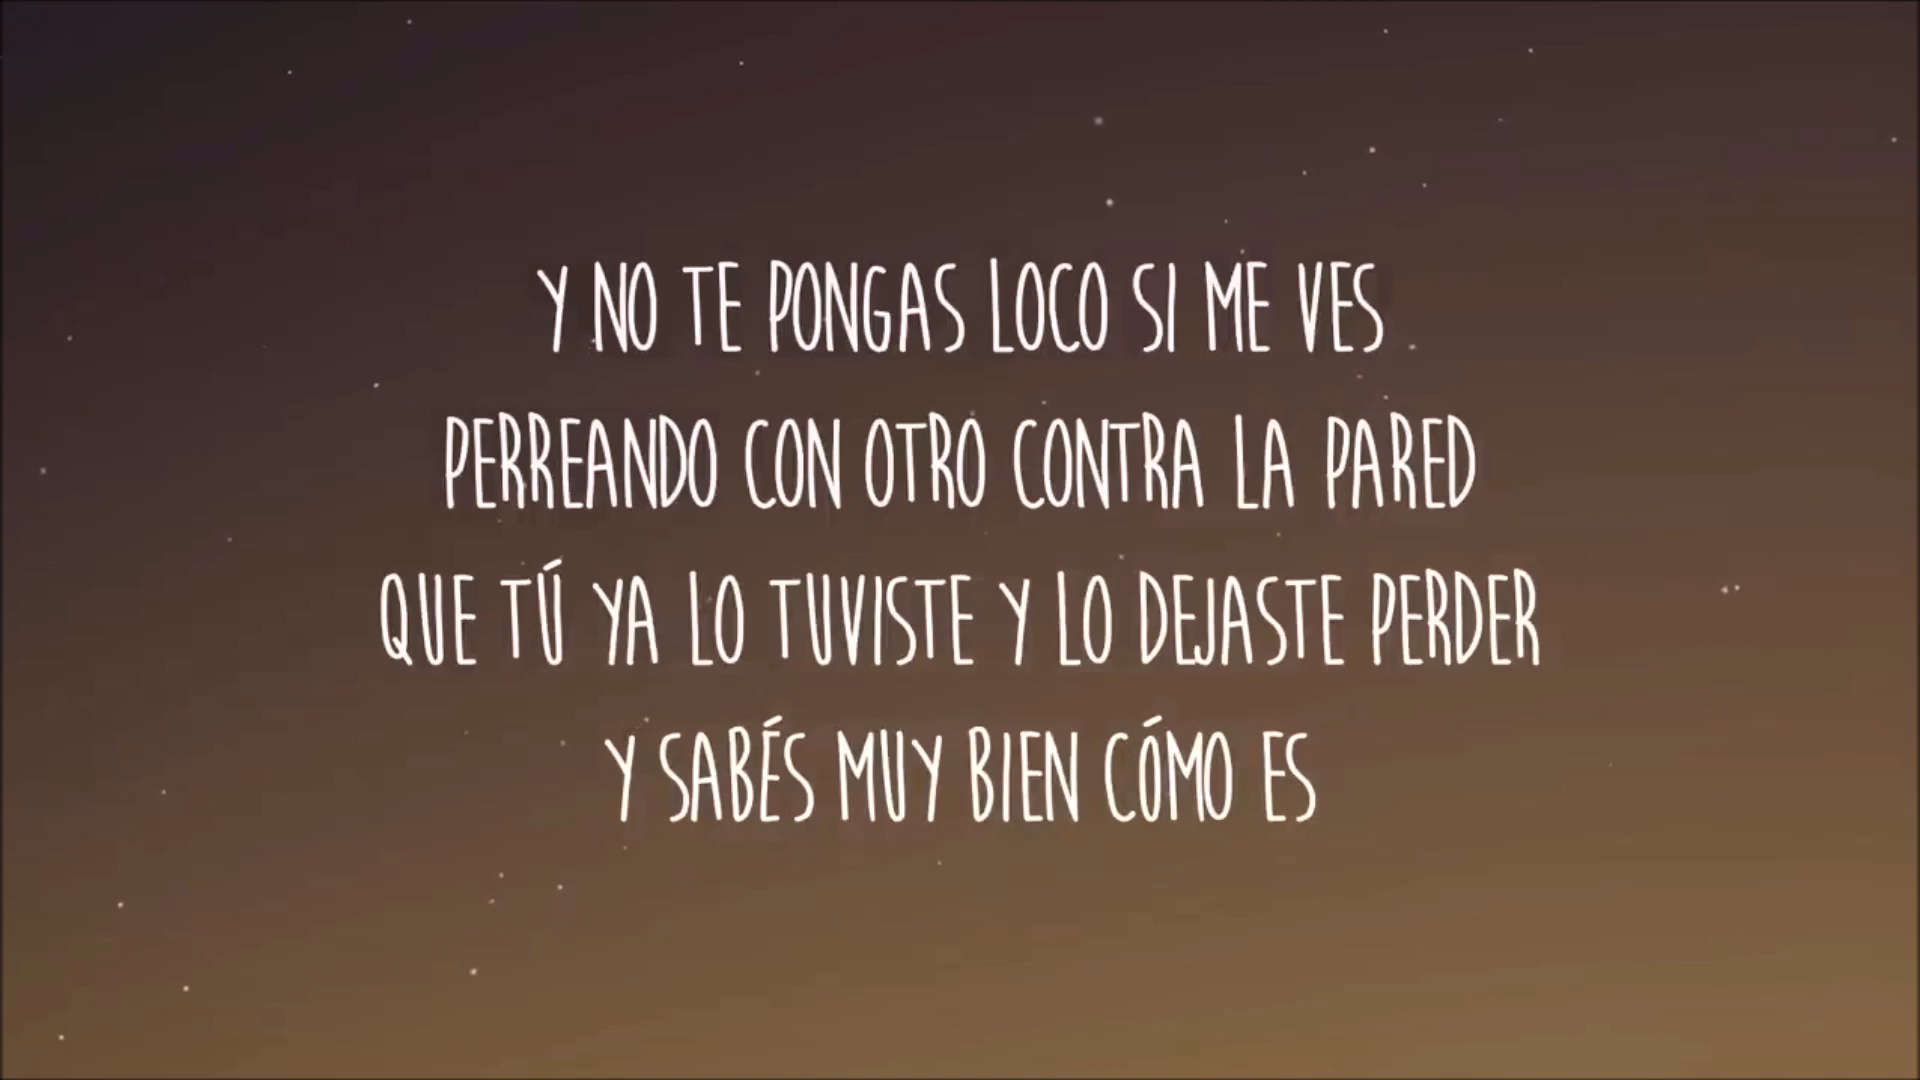 Y NO TE PONGAS LOCO SI ME VES
PERREANDO CON OTRO CONTRA LA PARED
QUE TÚ YA LO TUVISTE Y LO DEJASTE PERDER
Y SABÉS MUY BIEN CÓMO ES